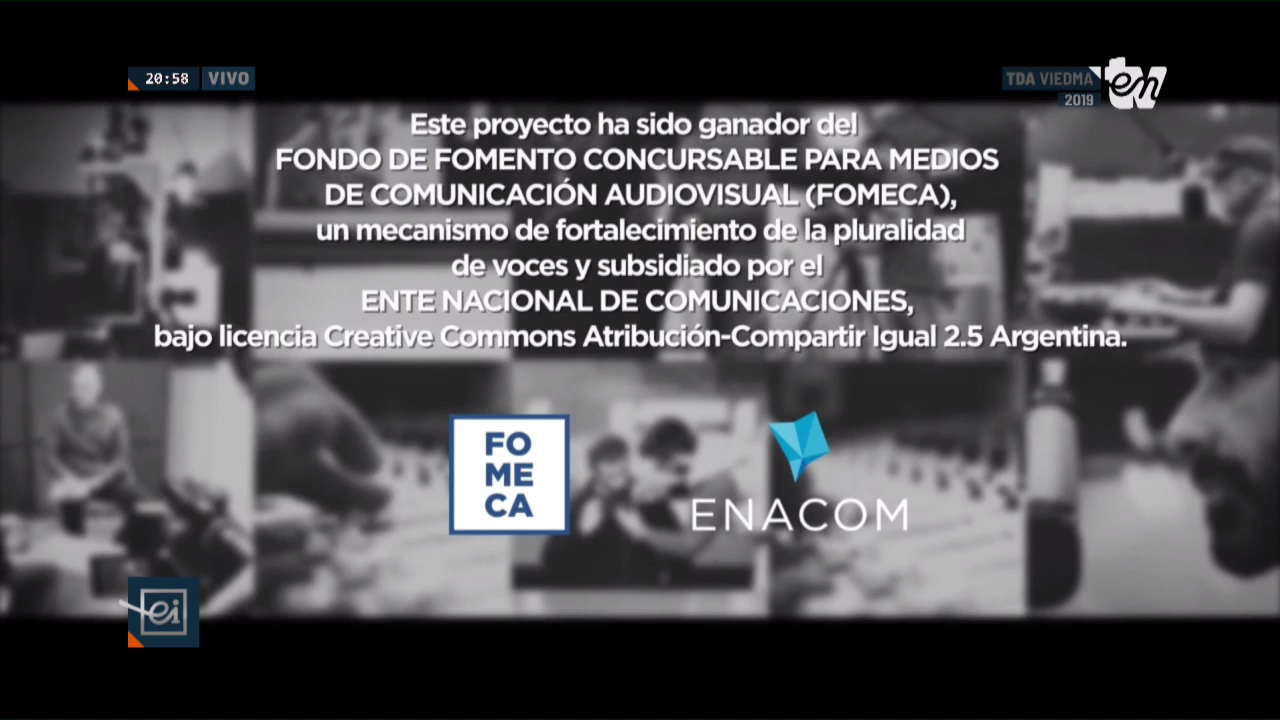 20:58 VIVO
TDA VIEDMA
2019
ten
Este proyecto ha sido ganador del
FONDO DE FOMENTO CONCURSABLE PARA MEDIOS
DE COMUNICACIÓN AUDIOVISUAL (FOMECA),
un mecanismo de fortalecimiento de la pluralidad
de voces y subsidiado por el
ENTE NACIONAL DE COMUNICACIONES,
bajo licencia Creative Commons Atribución-Compartir Igual 2.5 Argentina.
FO
ME
CA
ENACOM
ei